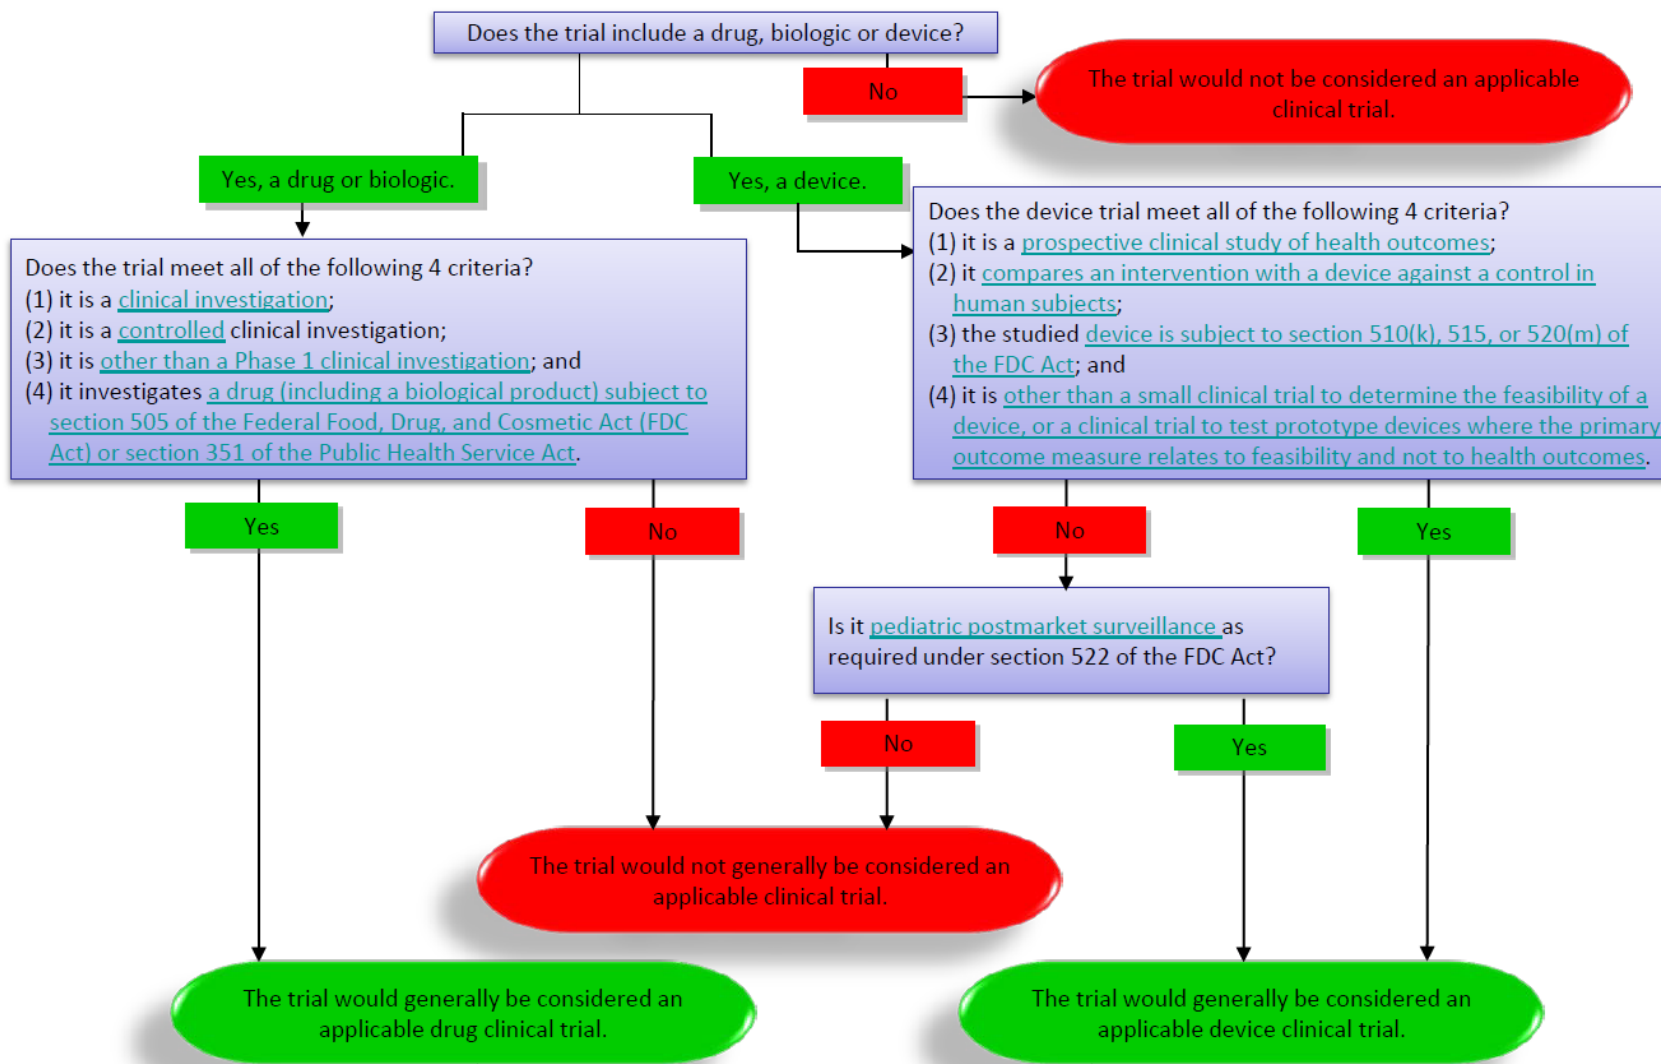 Does the trial include a drug, biologic or device?
No
The trial would not be considered an applicable
clinical trial.
Yes, a drug or biologic.
Yes, a device.
Does the trial meet all of the following 4 criteria?
(1) it is a clinical investigation;
(2) it is a controlled clinical investigation;
(3) it is other than a Phase 1 clinical investigation; and
(4) it investigates a drug (including a biological product) subject to
section 505 of the Federal Food, Drug, and Cosmetic Act (FDC
Act) or section 351 of the Public Health Service Act.
Does the device trial meet all of the following 4 criteria?
(1) it is a prospective clinical study of health outcomes;
(2) it compares an intervention with a device against a control in
human subjects;
(3) the studied device is subject to section 510(k), 515, or 520(m) of
the FDC Act; and
(4) it is other than a small clinical trial to determine the feasibility of a
device, or a clinical trial to test prototype devices where the primary
outcome measure relates to feasibility and not to health outcomes.
Yes
No
No
Yes
Is it pediatric postmarket surveillance as
required under section 522 of the FDC Act?
No
Yes
The trial would not generally be considered an
applicable clinical trial.
The trial would generally be considered an
applicable drug clinical trial.
The trial would generally be considered an
applicable device clinical trial.